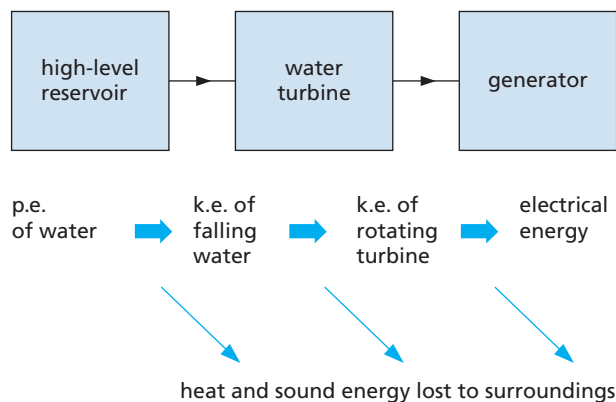 high-level
reservoir
water
turbine
generator
p.e.
of water
k.e. of
falling
water
k.e. of
rotating
turbine
electrical
energy
heat and sound energy lost to surroundings